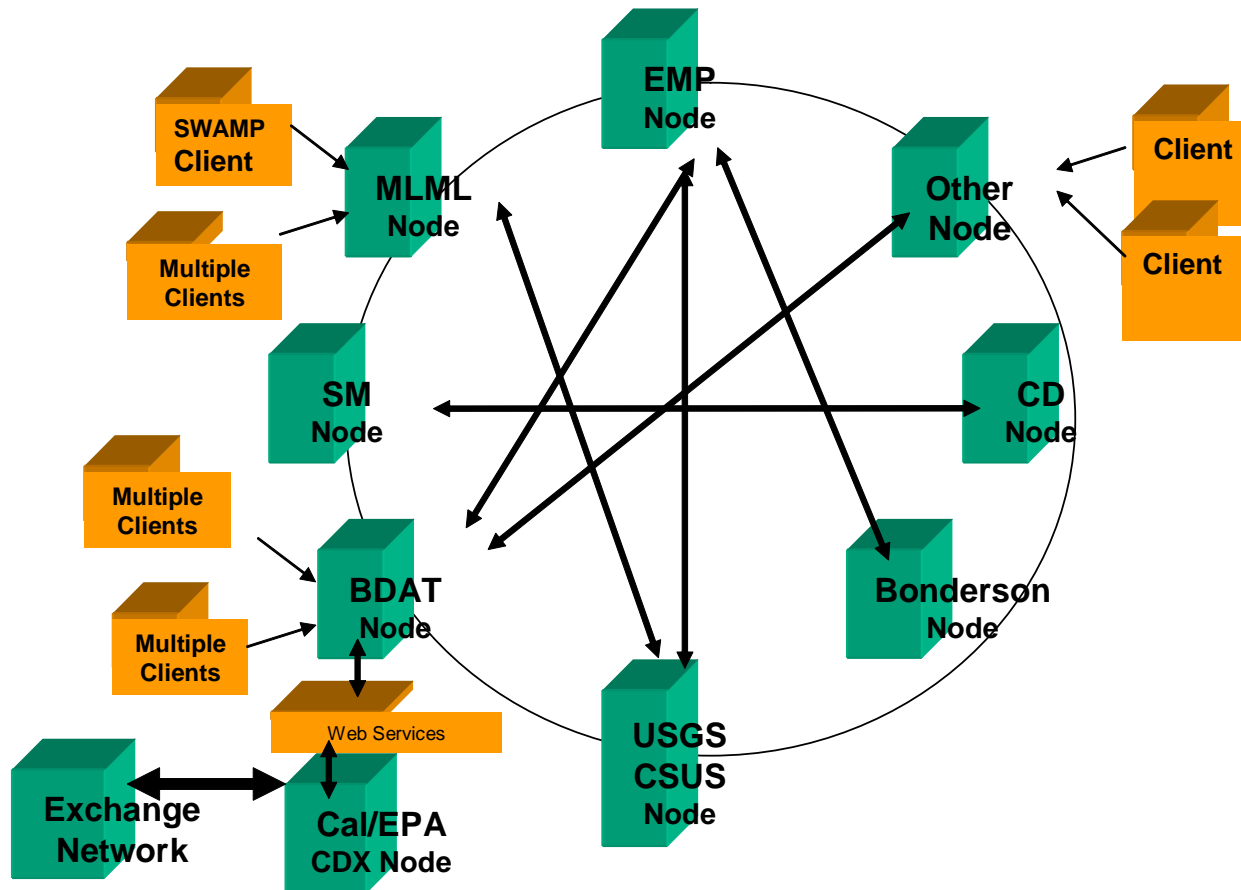 EMP
Node
SWAMP
Client
MLML
Node
Other
Node
Client
Client
Multiple
Clients
SM
Node
CD
Node
Multiple
Clients
BDAT
Node
Bonderson
Node
Multiple
Clients
Web Services
USGS
CSUS
Node
Exchange
Network
Cal/EPA
CDX Node